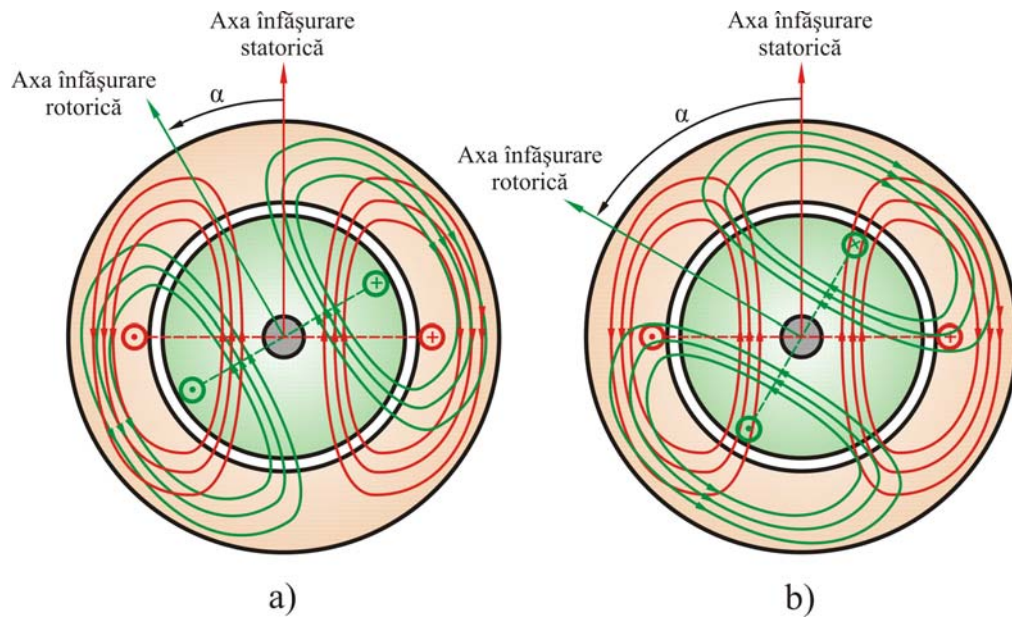 Axa înfăşurare
statorică
Axa înfăşurare
rotorică
α
a)
Axa înfăşurare
statorică
Axa înfăşurare
rotorică
α
b)